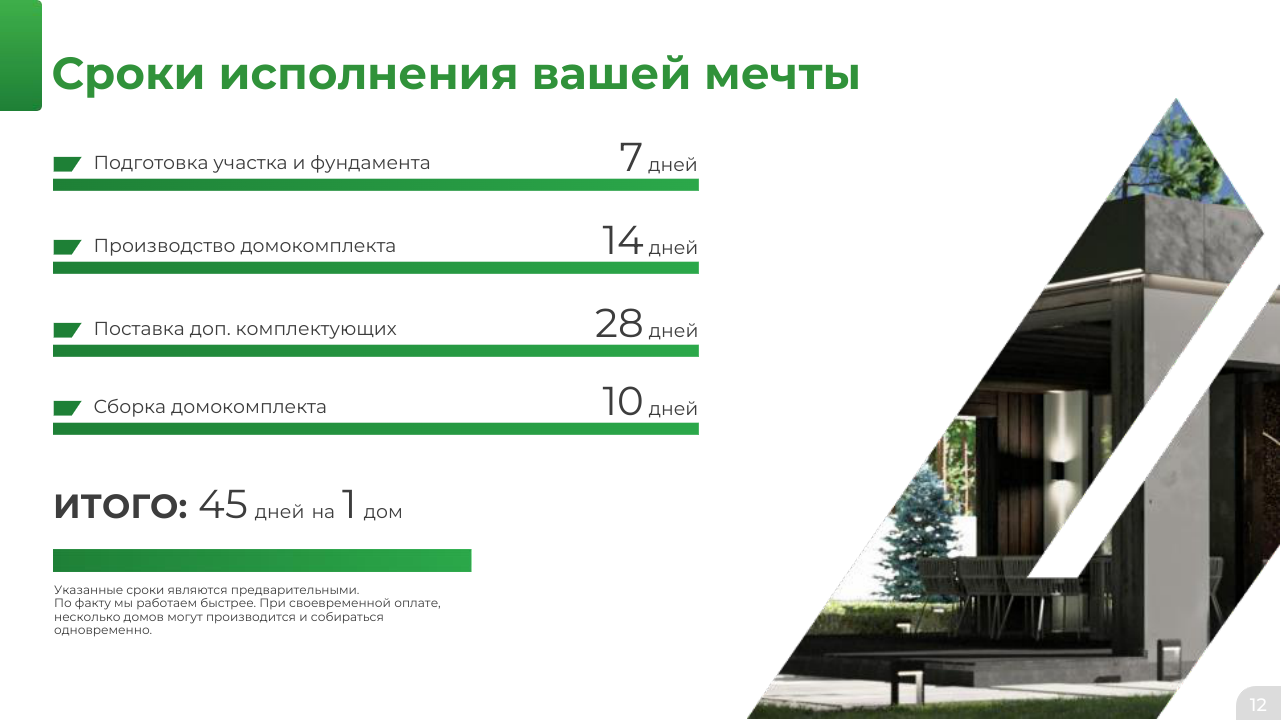 Сроки исполнения вашей мечты
Подготовка участка и фундамента 7 дней
Производство домокомплекта 14 дней
Поставка доп. комплектующих 28 дней
Сборка домокомплекта 10 дней
ИТОГО: 45 дней на 1 дом
Указанные сроки являются предварительными.
По факту мы работаем быстрее. При своевременной оплате,
несколько домов могут производится и собираться
одновременно.
12